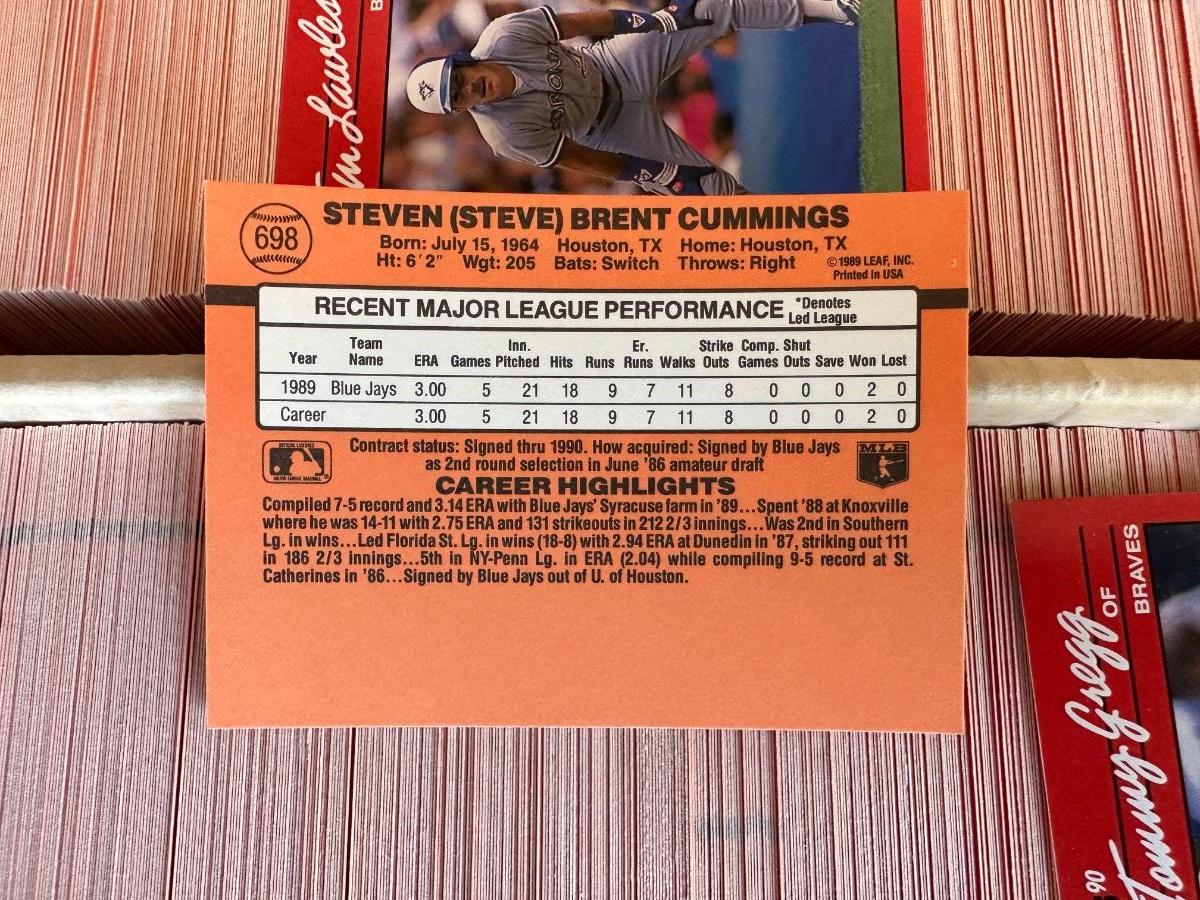 Tom Lawless
TORONTO
698
STEVEN (STEVE) BRENT CUMMINGS
Born: July 15, 1964 Houston, TX Home: Houston, TX
Ht: 6'2" Wgt: 205 Bats: Switch Throws: Right
©1989 LEAF, INC.
Printed in USA
RECENT MAJOR LEAGUE PERFORMANCE *Denotes Led League
Year Team Name ERA Games Inn. Pitched Hits Runs Er. Runs Walks Strike Outs Comp. Games Shut Outs Save Won Lost
1989 Blue Jays 3.00 5 21 18 9 7 11 8 0 0 0 2 0
Career 3.00 5 21 18 9 7 11 8 0 0 0 2 0
OFFICIAL LICENSEE
MAJOR LEAGUE BASEBALL
Contract status: Signed thru 1990. How acquired: Signed by Blue Jays
as 2nd round selection in June '86 amateur draft
MLB
CAREER HIGHLIGHTS
Compiled 7-5 record and 3.14 ERA with Blue Jays' Syracuse farm in '89...Spent '88 at Knoxville
where he was 14-11 with 2.75 ERA and 131 strikeouts in 212 2/3 innings...Was 2nd in Southern
Lg. in wins...Led Florida St. Lg. in wins (18-8) with 2.94 ERA at Dunedin in '87, striking out 111
in 186 2/3 innings...5th in NY-Penn Lg. in ERA (2.04) while compiling 9-5 record at St.
Catherines in '86...Signed by Blue Jays out of U. of Houston.
Tommy Gregg
OF
BRAVES
90